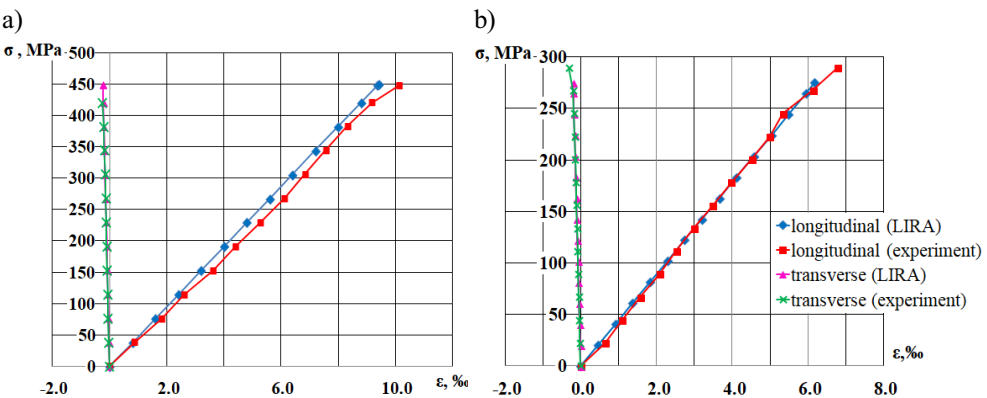 a)
b)
σ , MPa
500
450
400
350
300
250
200
150
100
50
0
-2.0
0.0
2.0
6.0
10.0
ε, ‰
σ, MPa
300
250
200
150
100
50
0
-2.0
0.0
2.0
4.0
6.0
8.0
ε,‰
longitudinal (LIRA)
longitudinal (experiment)
transverse (LIRA)
transverse (experiment)